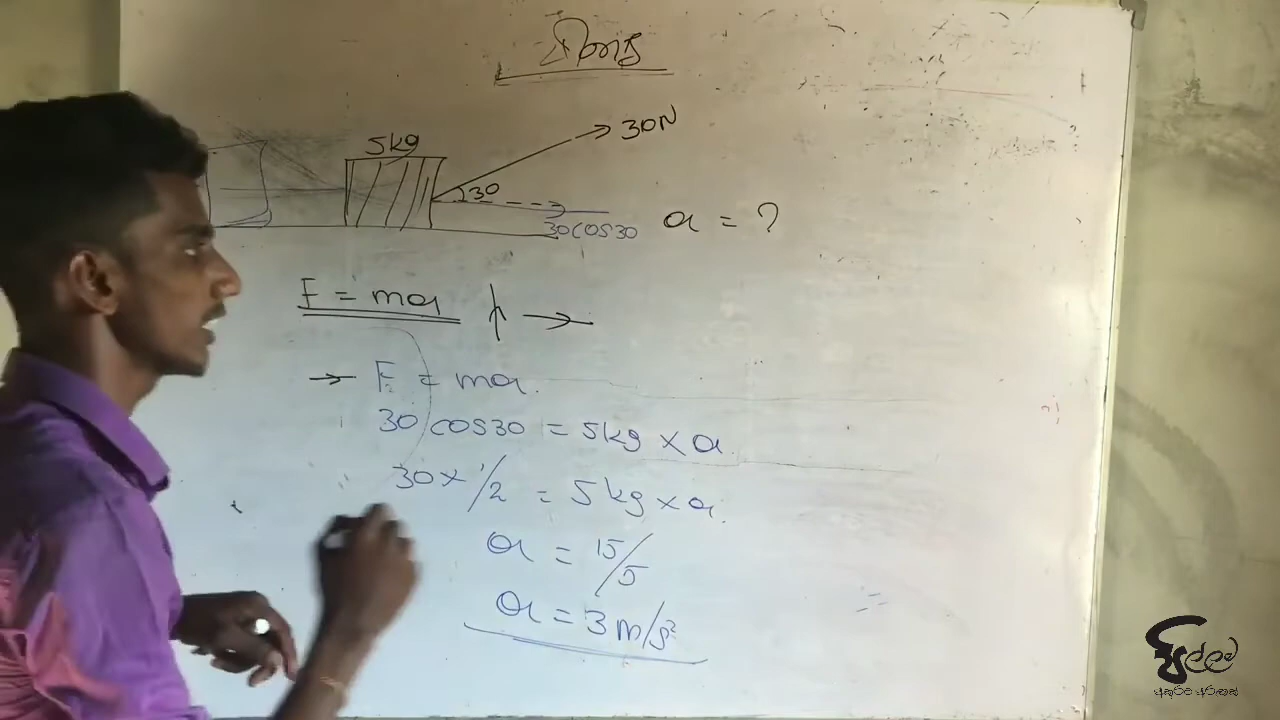 5kg
30N
30
30cos30
a = ?
F = ma
→ F = ma.
30 cos30 = 5kg × a
30 × 1/2 = 5kg × a.
a = 15/5
a = 3 m/s²